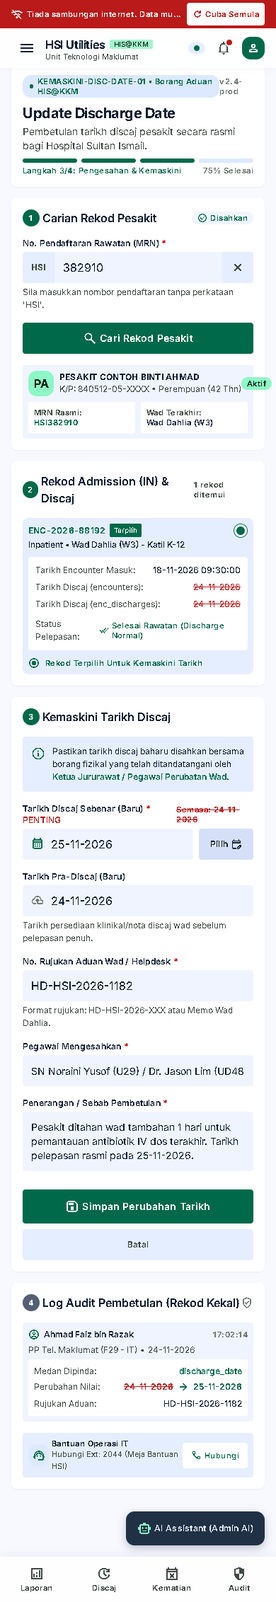 Tiada sambungan internet. Data mu...
Cuba Semula
HSI Utilities HIS@KKM
Unit Teknologi Maklumat
KEMASKINI-DISC-DATE-01 • Borang Aduan HIS@KKM
v2.4-prod
Update Discharge Date
Pembetulan tarikh discaj pesakit secara rasmi
bagi Hospital Sultan Ismail.
Langkah 3/4: Pengesahan & Kemaskini
75% Selesai
1 Carian Rekod Pesakit
Disahkan
No. Pendaftaran Rawatan (MRN) *
HSI 382910
Sila masukkan nombor pendaftaran tanpa perkataan
'HSI'.
Cari Rekod Pesakit
PA
PESAKIT CONTOH BINTI AHMAD
K/P: 840512-05-XXXX • Perempuan (42 Thn)
Aktif
MRN Rasmi:
HSI382910
Wad Terakhir:
Wad Dahlia (W3)
2 Rekod Admission (IN) &
Discaj
1 rekod
ditemui
ENC-2026-88192 Terpilih
Inpatient • Wad Dahlia (W3) - Katil K-12
Tarikh Encounter Masuk: 18-11-2026 09:30:00
Tarikh Discaj (encounters): 24-11-2026
Tarikh Discaj (enc_discharges): 24-11-2026
Status
Pelepasan:
Selesai Rawatan (Discharge
Normal)
Rekod Terpilih Untuk Kemaskini Tarikh
3 Kemaskini Tarikh Discaj
Pastikan tarikh discaj baharu disahkan bersama
borang fizikal yang telah ditandatangani oleh
Ketua Jururawat / Pegawai Perubatan Wad.
Tarikh Discaj Sebenar (Baru) *
PENTING
Semasa: 24-11-
2026
25-11-2026
Pilih
Tarikh Pra-Discaj (Baru)
24-11-2026
Tarikh persediaan klinikal/nota discaj wad sebelum
pelepasan penuh.
No. Rujukan Aduan Wad / Helpdesk *
HD-HSI-2026-1182
Format rujukan: HD-HSI-2026-XXX atau Memo Wad
Dahlia.
Pegawai Mengesahkan *
SN Noraini Yusof (U29) / Dr. Jason Lim (UD48
Penerangan / Sebab Pembetulan *
Pesakit ditahan wad tambahan 1 hari untuk
pemantauan antibiotik IV dos terakhir. Tarikh
pelepasan rasmi pada 25-11-2026.
Simpan Perubahan Tarikh
Batal
4 Log Audit Pembetulan (Rekod Kekal)
Ahmad Faiz bin Razak
17:02:14
PP Tel. Maklumat (F29 - IT) • 24-11-2026
Medan Dipinda: discharge_date
Perubahan Nilai: 24-11-2026 → 25-11-2026
Rujukan Aduan: HD-HSI-2026-1182
Bantuan Operasi IT
Hubungi Ext: 2044 (Meja Bantuan
HSI)
Hubungi
AI Assistant (Admin AI)
Laporan
Discaj
Kematian
Audit